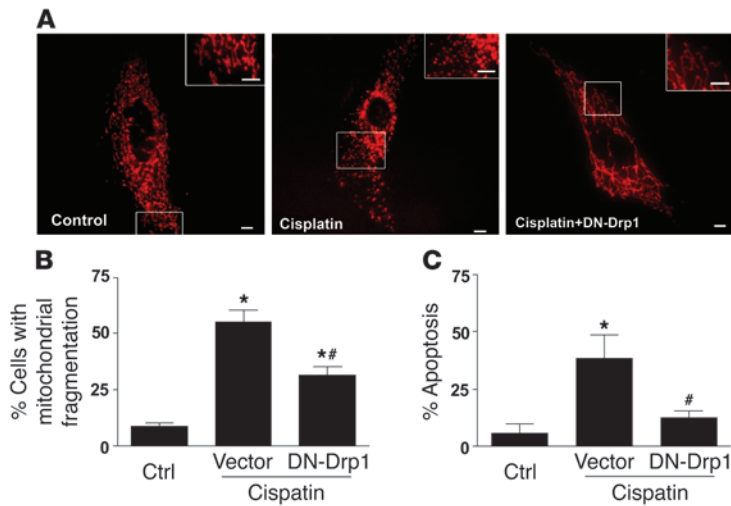 A
Control
Cisplatin
Cisplatin+DN-Drp1
B
% Cells with
mitochondrial
fragmentation
75
50
25
0
*
*#
Ctrl
Vector
DN-Drp1
Cispatin
C
% Apoptosis
75
50
25
0
*
#
Ctrl
Vector
DN-Drp1
Cispatin